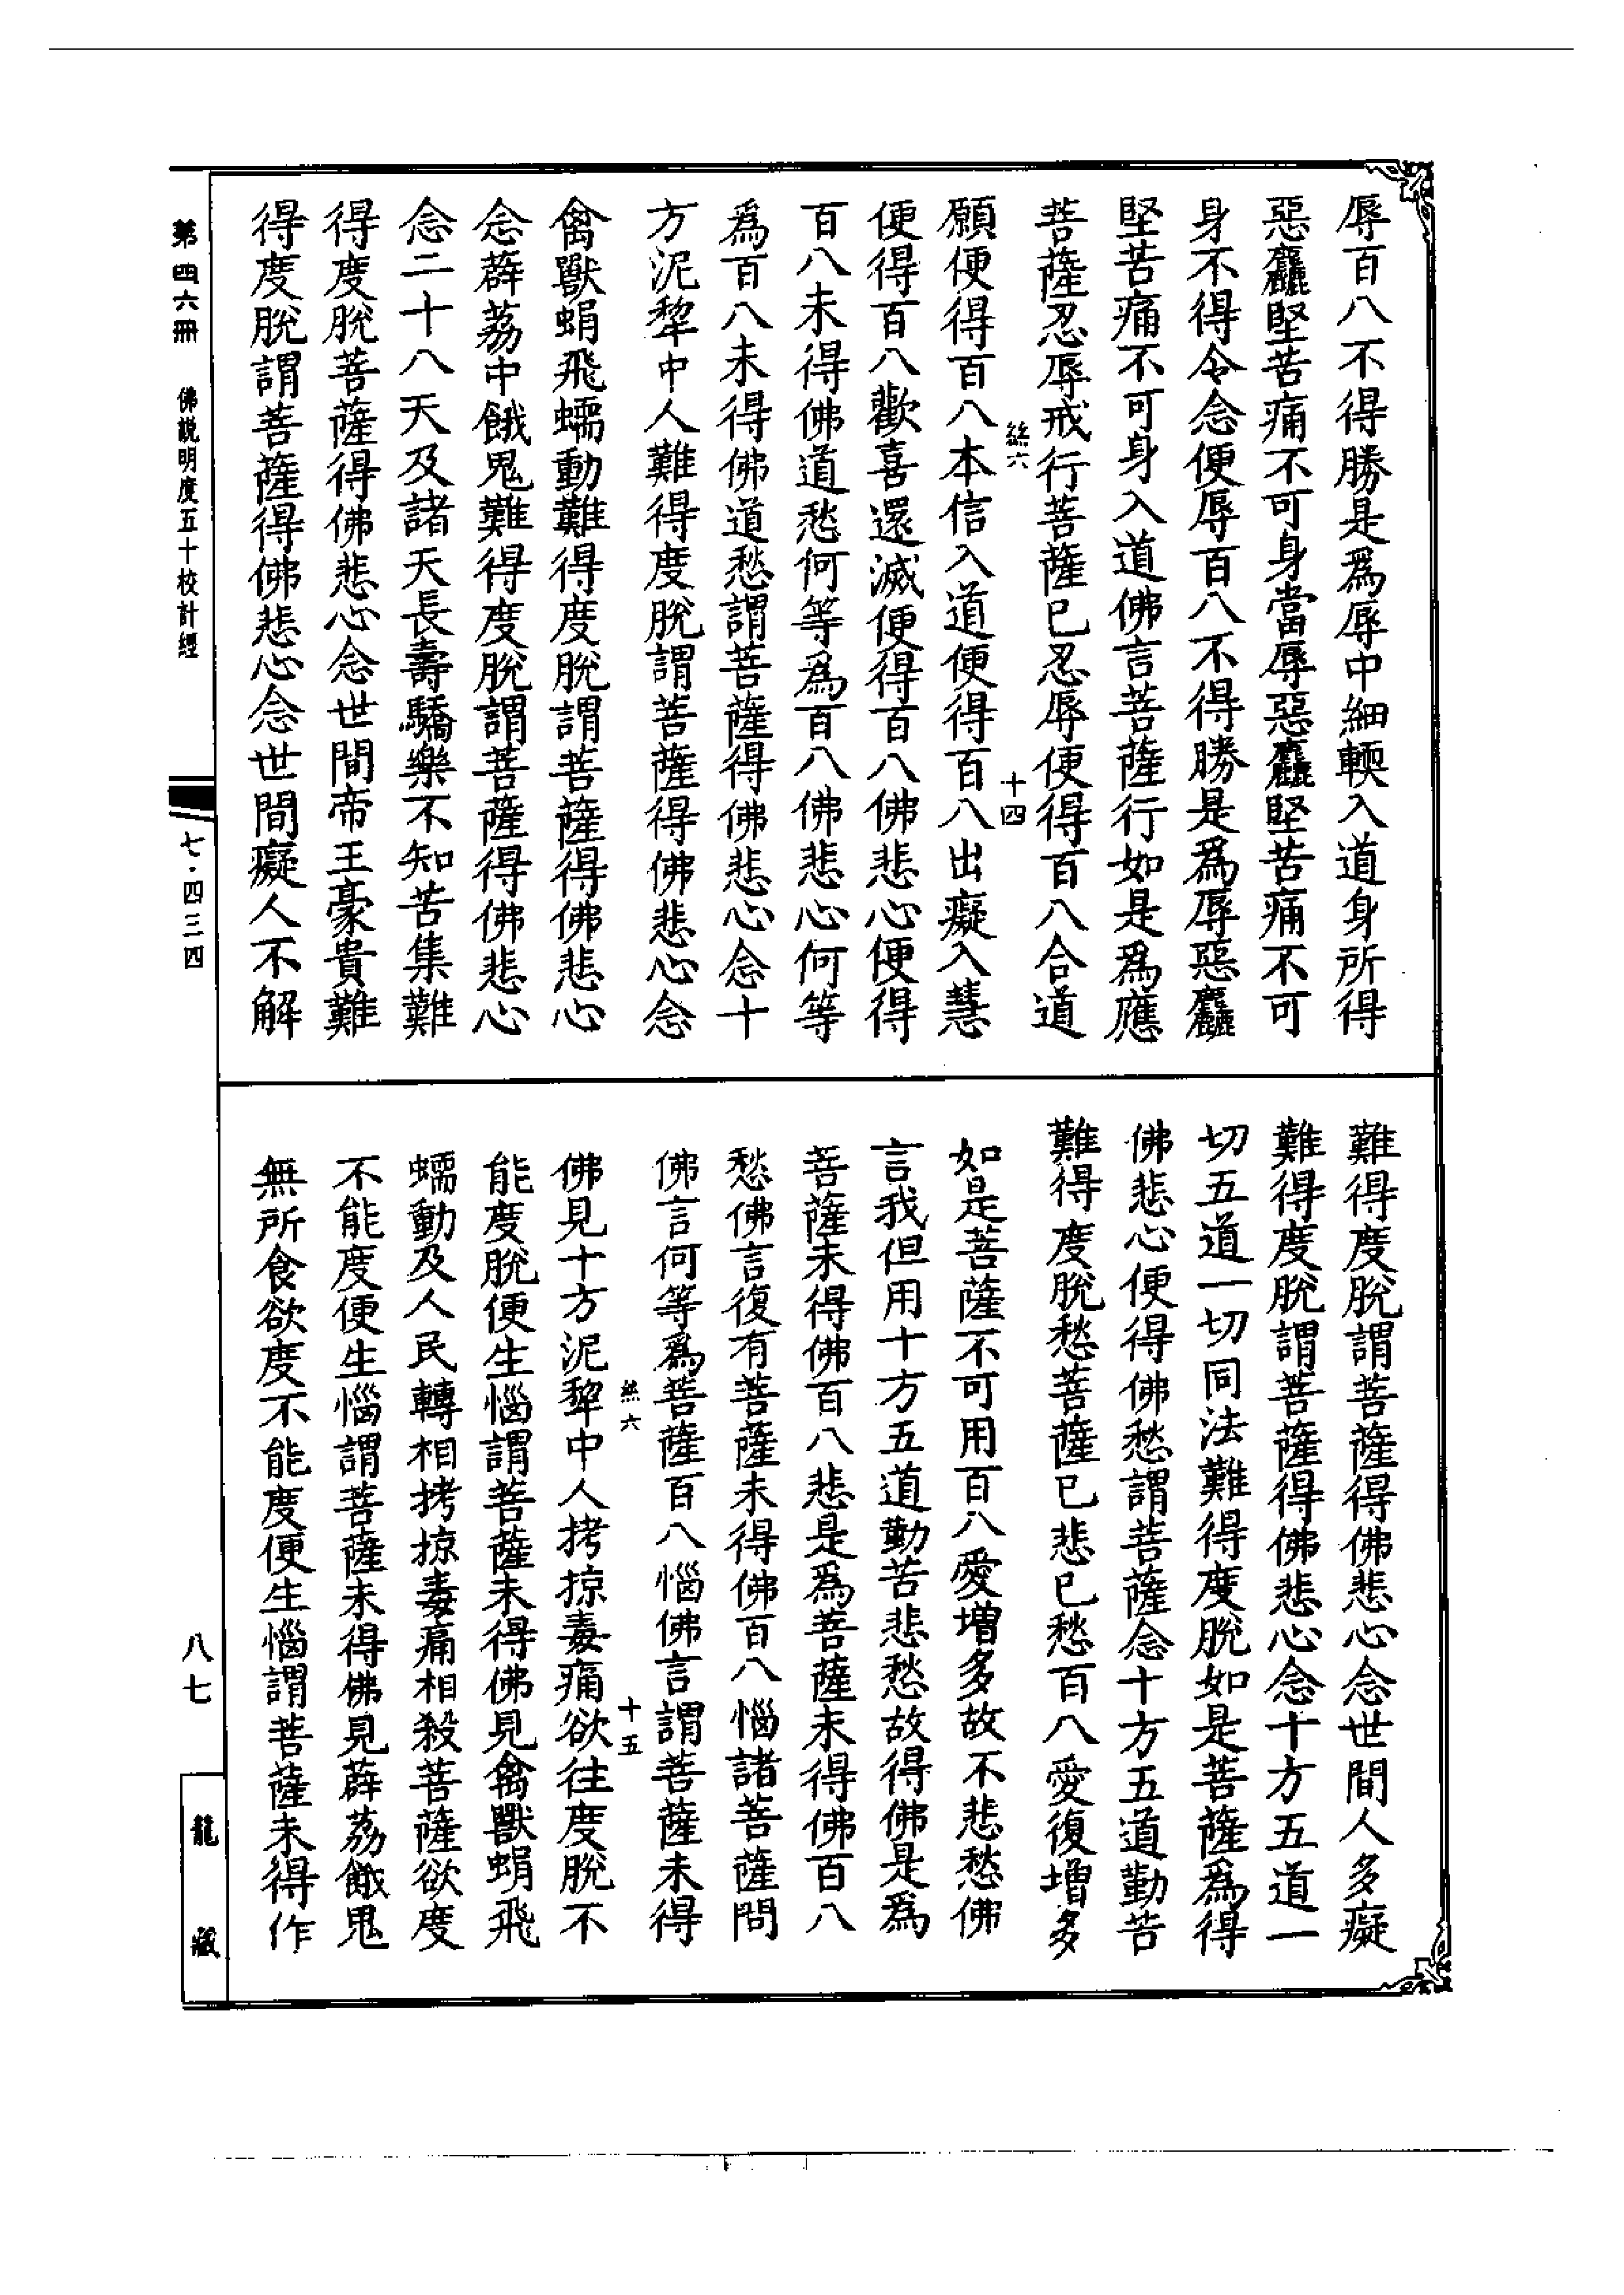 辱百八不得勝是爲辱中細輭入道身所得
惡麤堅苦痛不可身當辱惡麤堅苦痛不可
身不得令念便辱百八不得勝是爲辱惡麤
堅苦痛不可身入道佛言菩薩行如是爲應
菩薩忍辱戒行菩薩已忍辱便得百八合道
絲六 十四
願便得百八本信入道便得百八出癡入慧
便得百八歡喜還滅便得百八佛悲心便得
百八未得佛道愁何等爲百八佛悲心何等
爲百八未得佛道愁謂菩薩得佛悲心念十
方泥犂中人難得度脫謂菩薩得佛悲心念
禽獸蜎飛蠕動難得度脫謂菩薩得佛悲心
念薜荔中餓鬼難得度脫謂菩薩得佛悲心
念二十八天及諸天長壽驕樂不知苦集難
得度脫菩薩得佛悲心念世間帝王豪貴難
得度脫謂菩薩得佛悲心念世間癡人不解
難得度脫謂菩薩得佛悲心念世間人多癡
難得度脫謂菩薩得佛悲心念十方五道一
切五道一切同法難得度脫如是菩薩爲得
佛悲心便得佛愁謂菩薩念十方五道勤苦
難得度脫愁菩薩已悲已愁百八愛復增多
如是菩薩不可用百八愛增多故不悲愁佛
言我但用十方五道勤苦悲愁故得佛是爲
菩薩未得佛百八悲是爲菩薩未得佛百八
愁佛言復有菩薩未得佛百八惱諸菩薩問
佛言何等爲菩薩百八惱佛言謂菩薩未得
絲六 十五
佛見十方泥犂中人拷掠毒痛欲往度脫不
能度脫便生惱謂菩薩未得佛見禽獸蜎飛
蠕動及人民轉相拷掠毒痛相殺菩薩欲度
不能度便生惱謂菩薩未得佛見薜荔餓鬼
無所食欲度不能度便生惱謂菩薩未得作
第四六冊 佛說明度五十校計經
七·四三四
八七
龍藏